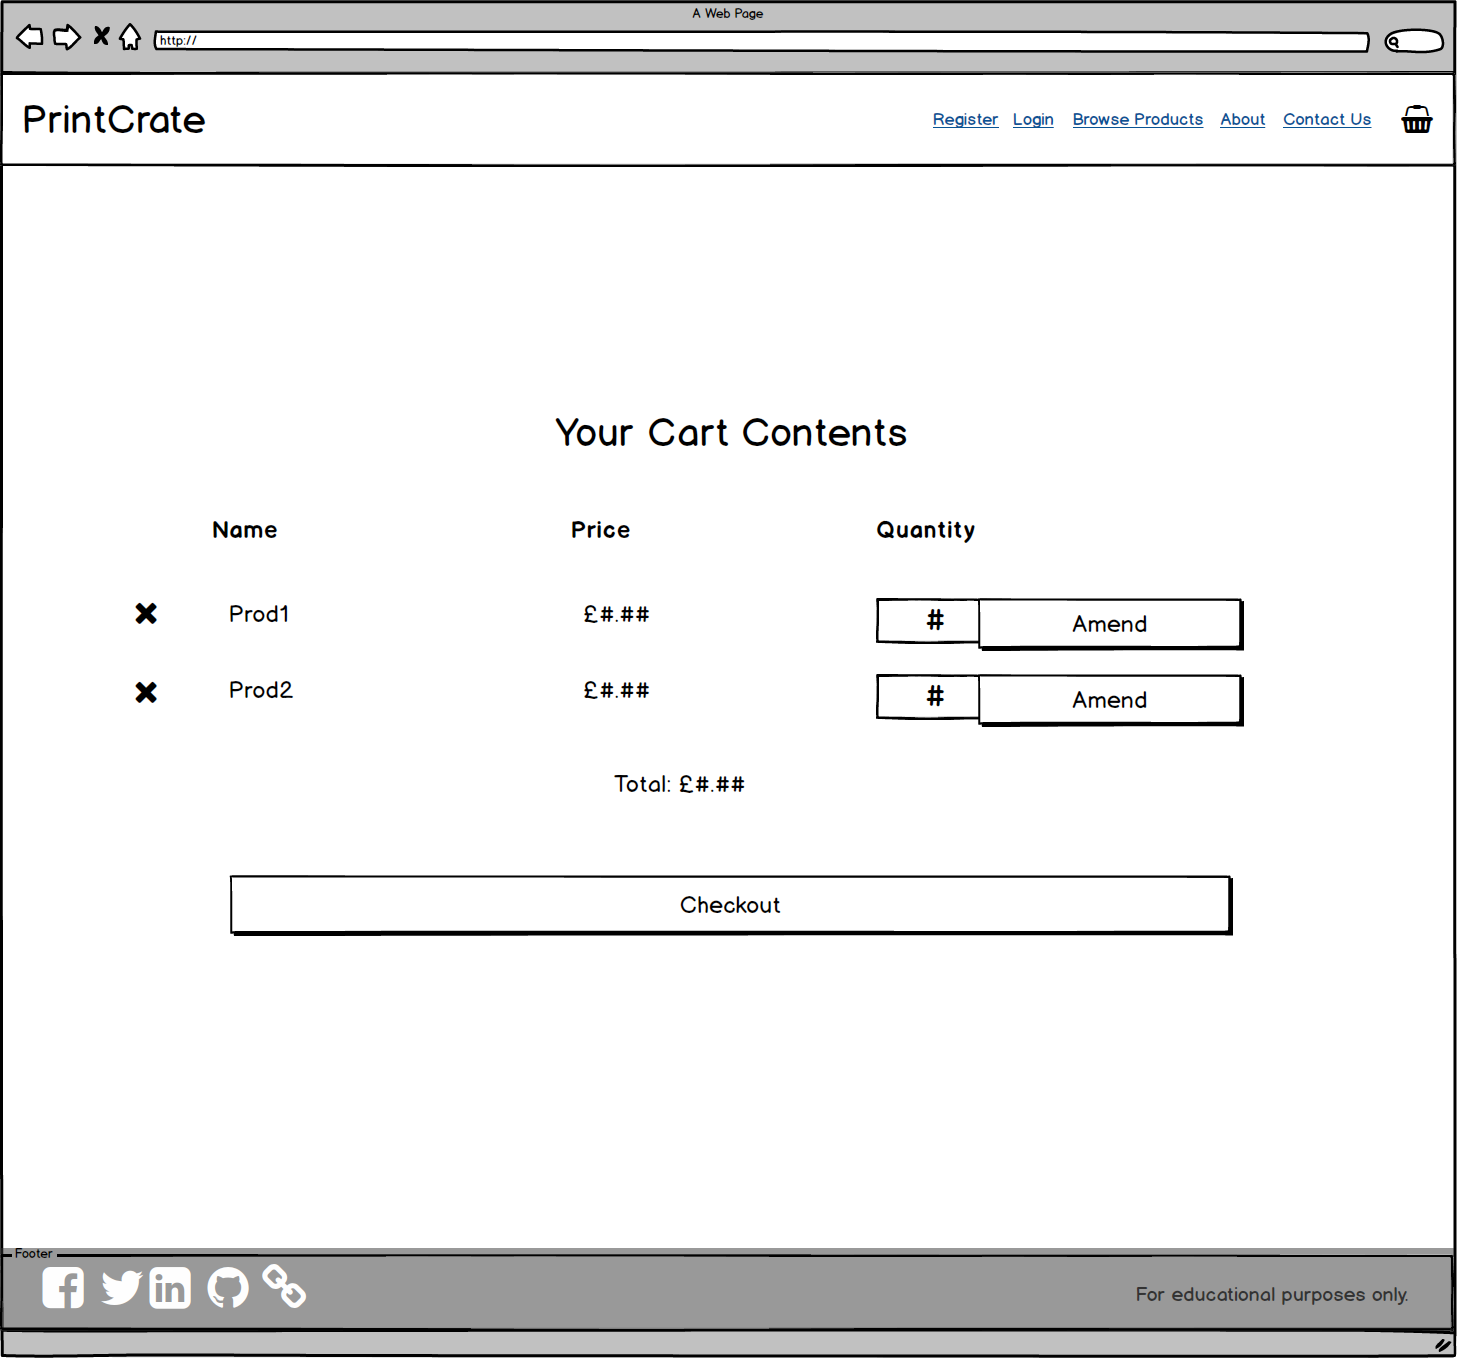 A Web Page
http://
PrintCrate
Register Login Browse Products About Contact Us
Your Cart Contents
Name Price Quantity
Prod1 £#.## # Amend
Prod2 £#.## # Amend
Total: £#.##
Checkout
Footer
For educational purposes only.